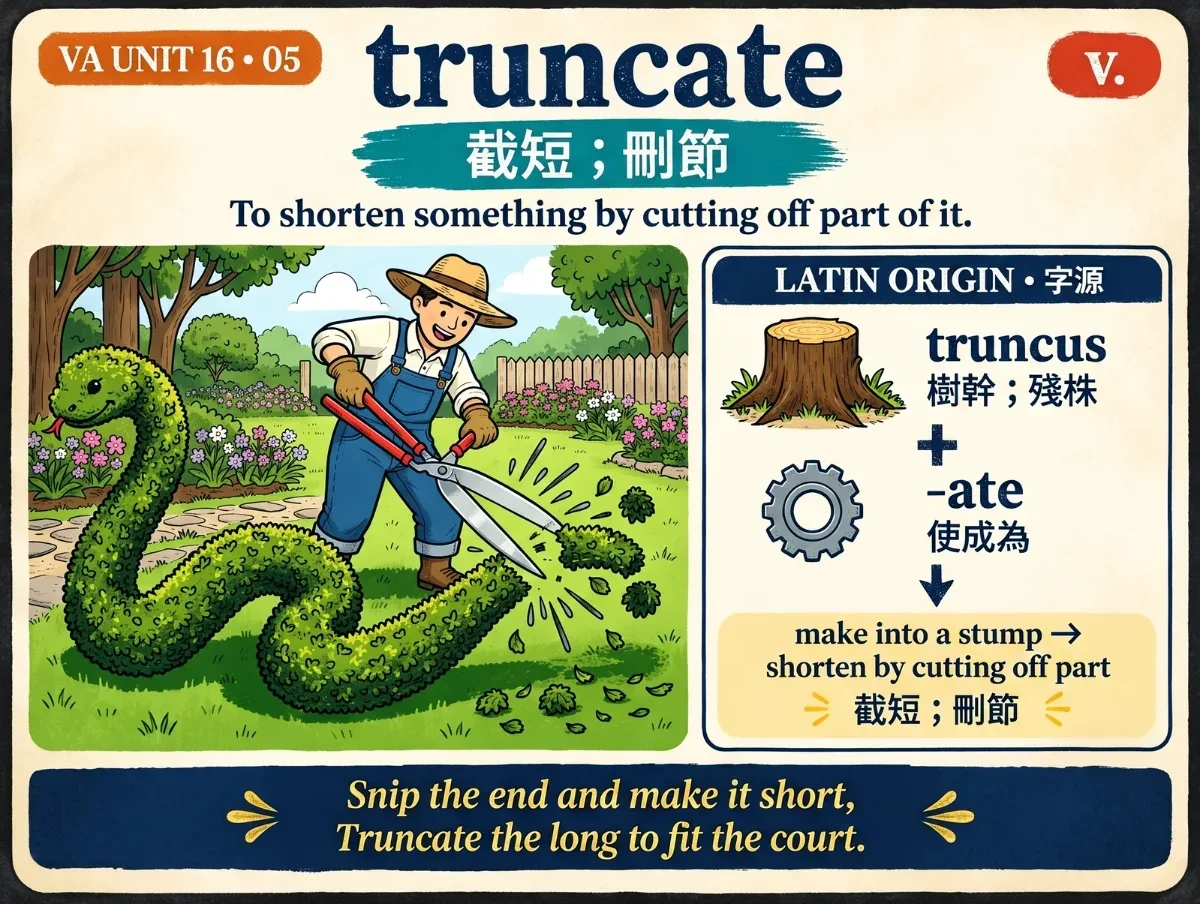 VA UNIT 16 • 05
truncate
v.
截短；刪節
To shorten something by cutting off part of it.
LATIN ORIGIN • 字源
truncus
樹幹；殘株
+
-ate
使成為
make into a stump →
shorten by cutting off part
截短；刪節
Snip the end and make it short,
Truncate the long to fit the court.